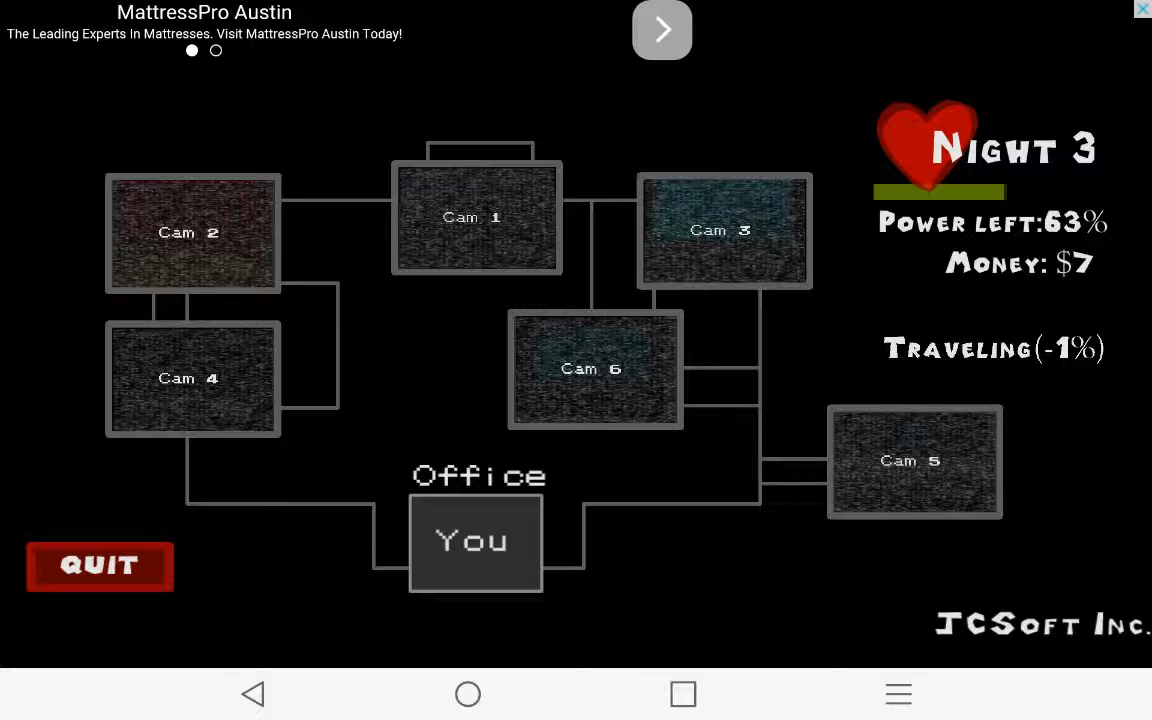 MattressPro Austin
The Leading Experts In Mattresses. Visit MattressPro Austin Today!
Night 3
Power left:63%
Money: $7
Cam 1
Cam 2
Cam 3
Traveling(-1%)
Cam 4
Cam 6
Cam 5
Office
You
QUIT
JCSoft Inc.